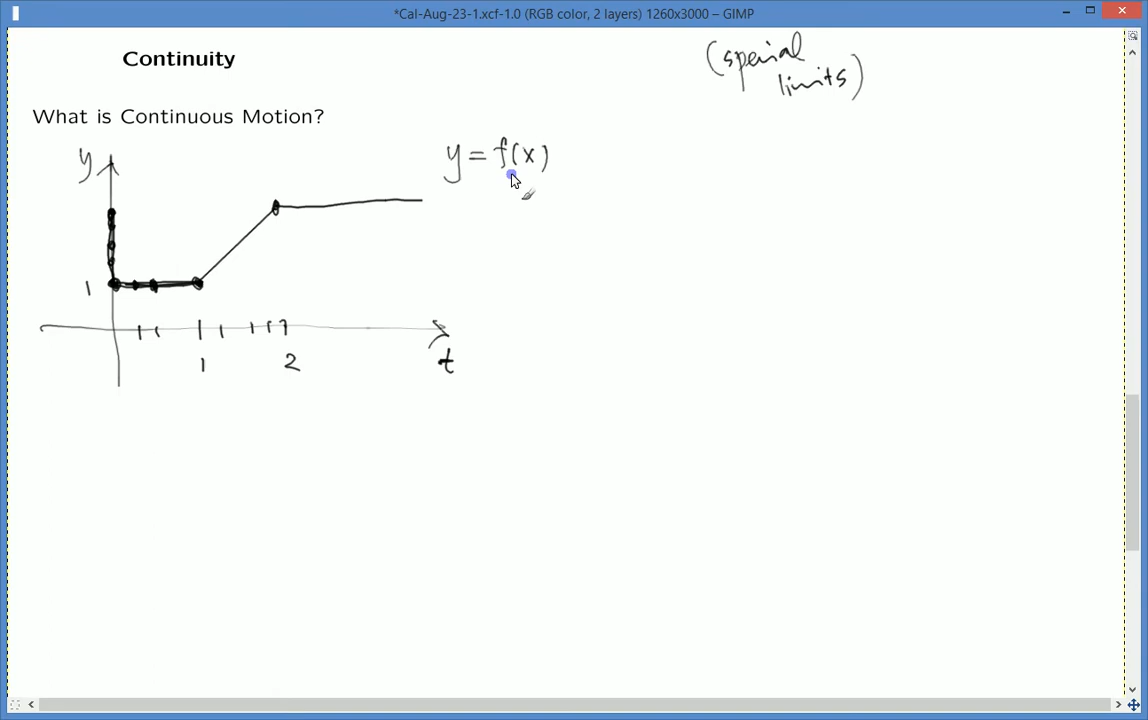 *Cal-Aug-23-1.xcf-1.0 (RGB color, 2 layers) 1260x3000 – GIMP
Continuity
(special
limits)
What is Continuous Motion?
y
y = f(x)
1
1
2
t